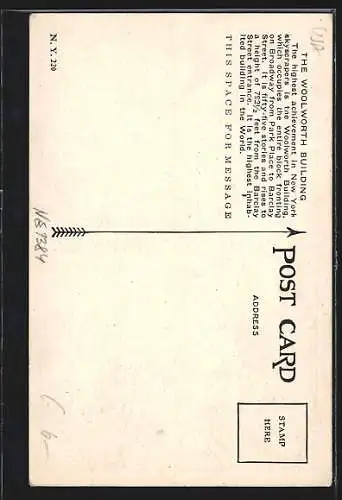 THE WOOLWORTH BUILDING
The highest achievement in New York
skyscrapers is the Woolworth Building,
which occupies the entire block fronting
on Broadway from Park Place to Barclay
Street. It is fifty-five stories and rises to
a height of 792½ feet from the Barclay
Street entrance. It is the highest inhab-
ited building in the World.
THIS SPACE FOR MESSAGE
POST CARD
ADDRESS
STAMP
HERE
N. Y. 220
USA